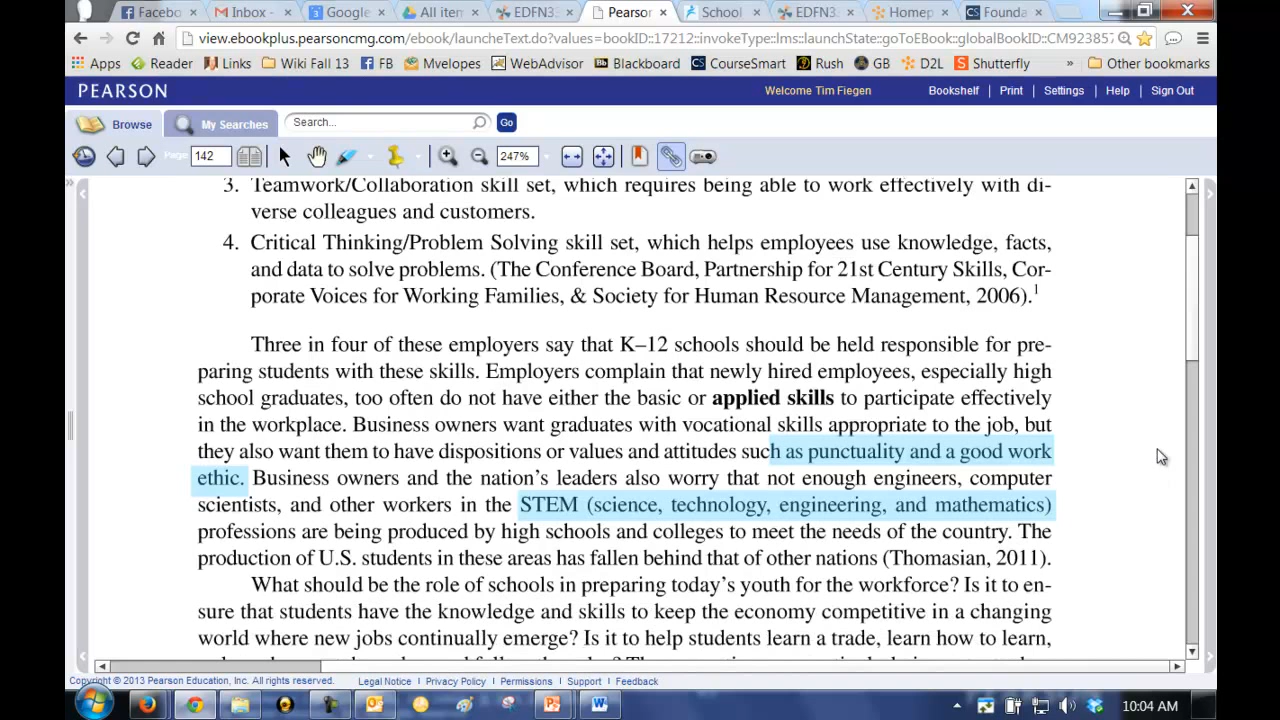 Facebo
Inbox -
Google
All item
EDFN3
Pearsor
School
EDFN3
Homep
Founda
view.ebookplus.pearsoncmg.com/ebook/launcheText.do?values=bookID::17212::invokeType::lms::launchState::goToEBook::globalBookID::CM923857
Apps Reader Links Wiki Fall 13 FB Mvelopes WebAdvisor Blackboard CourseSmart Rush GB D2L Shutterfly » Other bookmarks
PEARSON Welcome Tim Fiegen Bookshelf | Print | Settings | Help | Sign Out
Browse My Searches Search... Go
Page 142 247%
3. Teamwork/Collaboration skill set, which requires being able to work effectively with di-
verse colleagues and customers.
4. Critical Thinking/Problem Solving skill set, which helps employees use knowledge, facts,
and data to solve problems. (The Conference Board, Partnership for 21st Century Skills, Cor-
porate Voices for Working Families, & Society for Human Resource Management, 2006).1
Three in four of these employers say that K–12 schools should be held responsible for pre-
paring students with these skills. Employers complain that newly hired employees, especially high
school graduates, too often do not have either the basic or applied skills to participate effectively
in the workplace. Business owners want graduates with vocational skills appropriate to the job, but
they also want them to have dispositions or values and attitudes such as punctuality and a good work
ethic. Business owners and the nation's leaders also worry that not enough engineers, computer
scientists, and other workers in the STEM (science, technology, engineering, and mathematics)
professions are being produced by high schools and colleges to meet the needs of the country. The
production of U.S. students in these areas has fallen behind that of other nations (Thomasian, 2011).
What should be the role of schools in preparing today's youth for the workforce? Is it to en-
sure that students have the knowledge and skills to keep the economy competitive in a changing
world where new jobs continually emerge? Is it to help students learn a trade, learn how to learn,
Copyright © 2013 Pearson Education, Inc. All rights reserved. Legal Notice | Privacy Policy | Permissions | Support | Feedback
10:04 AM